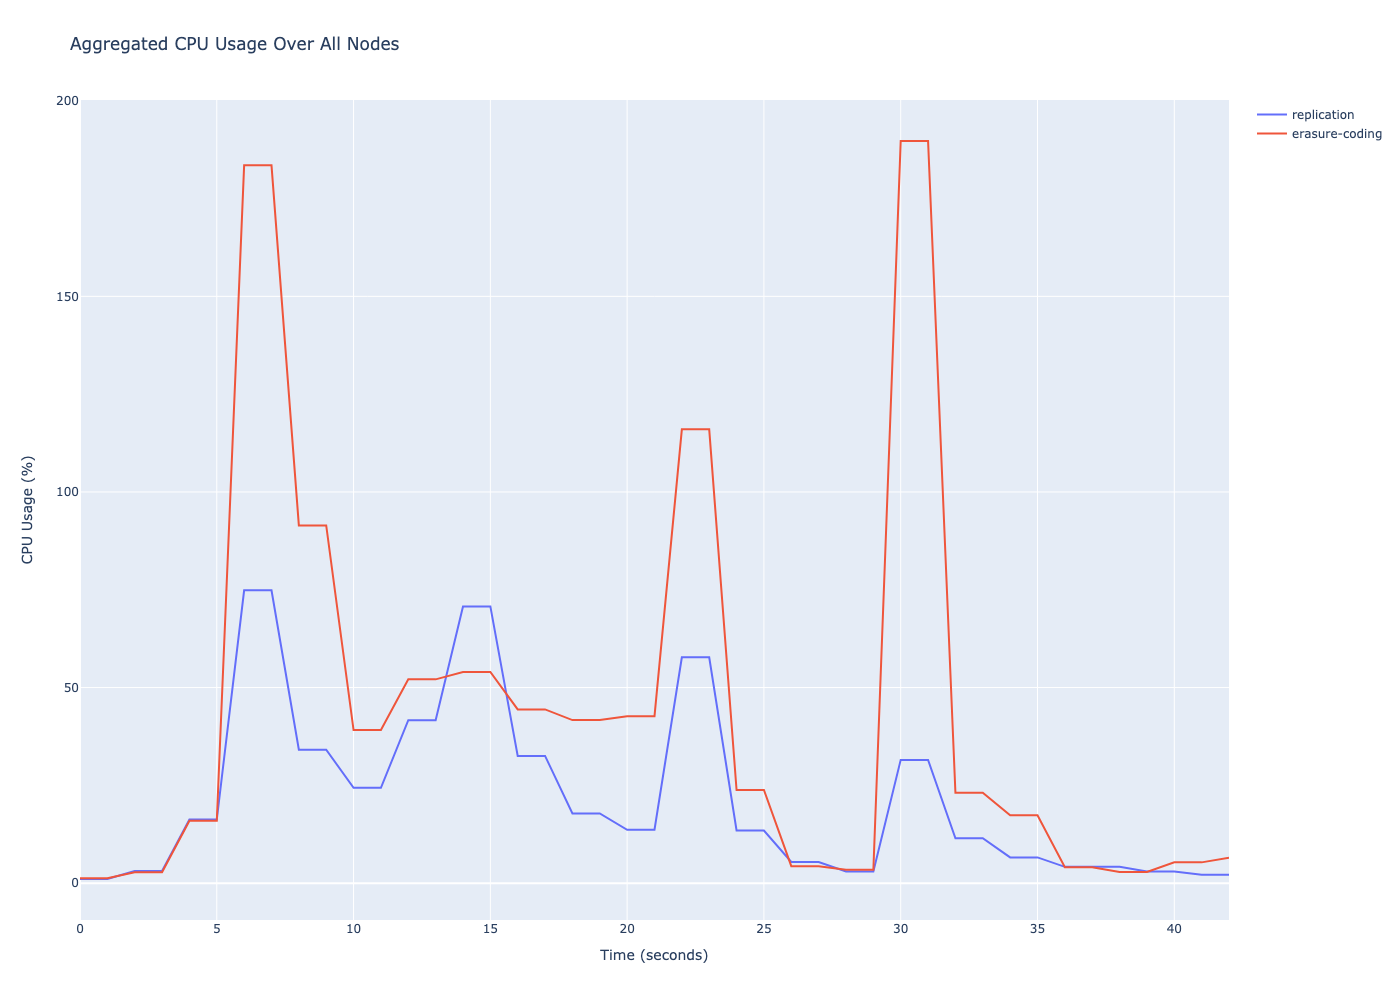 Aggregated CPU Usage Over All Nodes
replication
erasure-coding
CPU Usage (%)
200
150
100
50
0
0 5 10 15 20 25 30 35 40
Time (seconds)